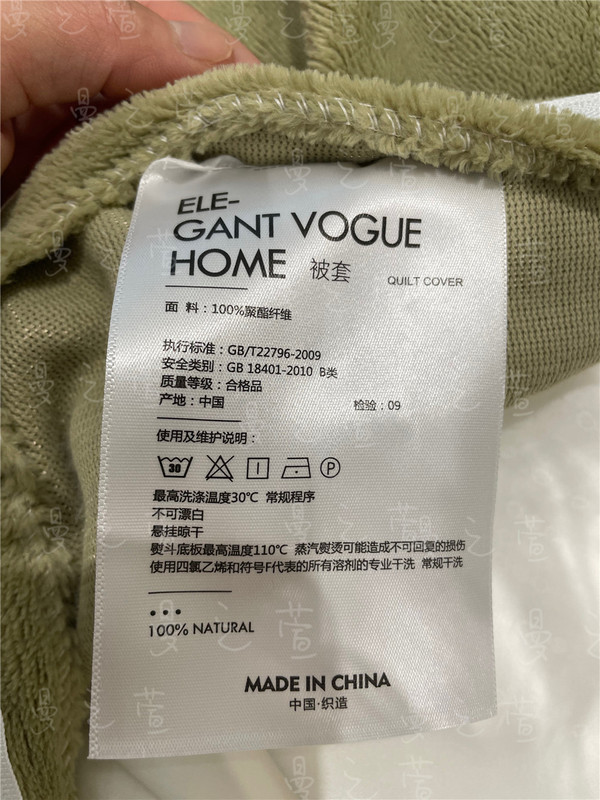 ELE-
GANT VOGUE
HOME 被套 QUILT COVER
面 料：100%聚酯纤维
执行标准：GB/T22796-2009
安全类别：GB 18401-2010 B类
质量等级：合格品
产地：中国 检验：09
使用及维护说明：
30 P
最高洗涤温度30℃ 常规程序
不可漂白
悬挂晾干
熨斗底板最高温度110℃ 蒸汽熨烫可能造成不可回复的损伤
使用四氯乙烯和符号F代表的所有溶剂的专业干洗 常规干洗
100% NATURAL
MADE IN CHINA
中国·织造
曼之萱